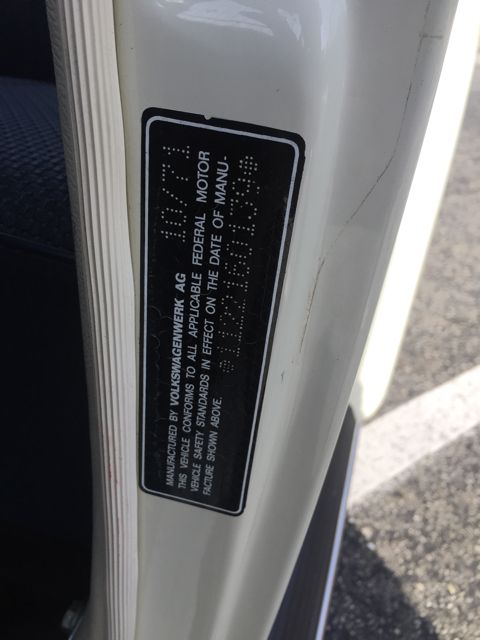 MANUFACTURED BY VOLKSWAGENWERK AG 10/71
THIS VEHICLE CONFORMS TO ALL APPLICABLE FEDERAL MOTOR
VEHICLE SAFETY STANDARDS IN EFFECT ON THE DATE OF MANU-
FACTURE SHOWN ABOVE.